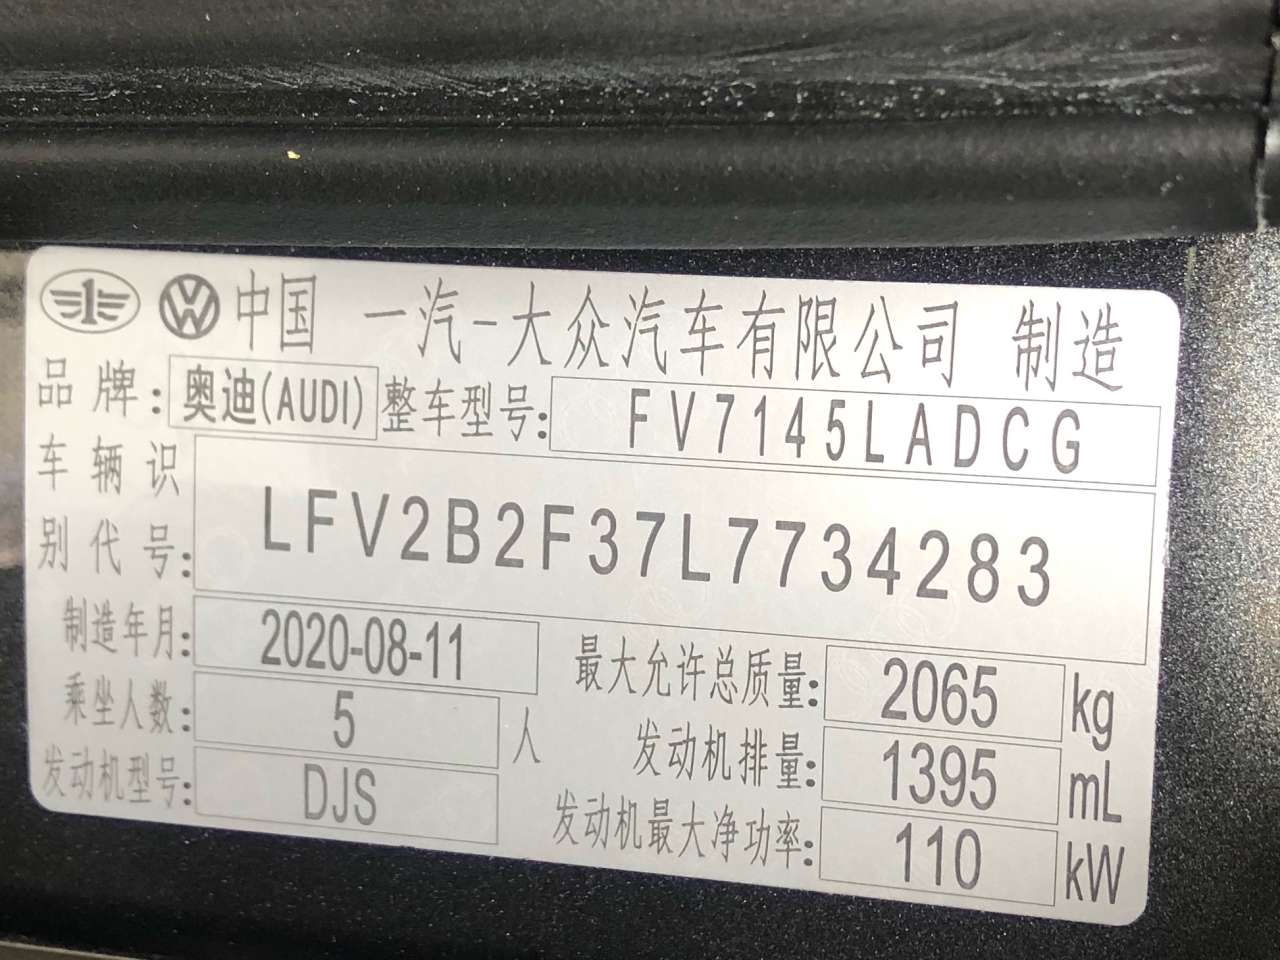 中国 一汽-大众汽车有限公司 制造
品牌: 奥迪(AUDI) 整车型号: FV7145LADCG
车辆识别代号: LFV2B2F37L7734283
制造年月: 2020-08-11 最大允许总质量: 2065 kg
乘坐人数: 5 人 发动机排量: 1395 mL
发动机型号: DJS 发动机最大净功率: 110 kW